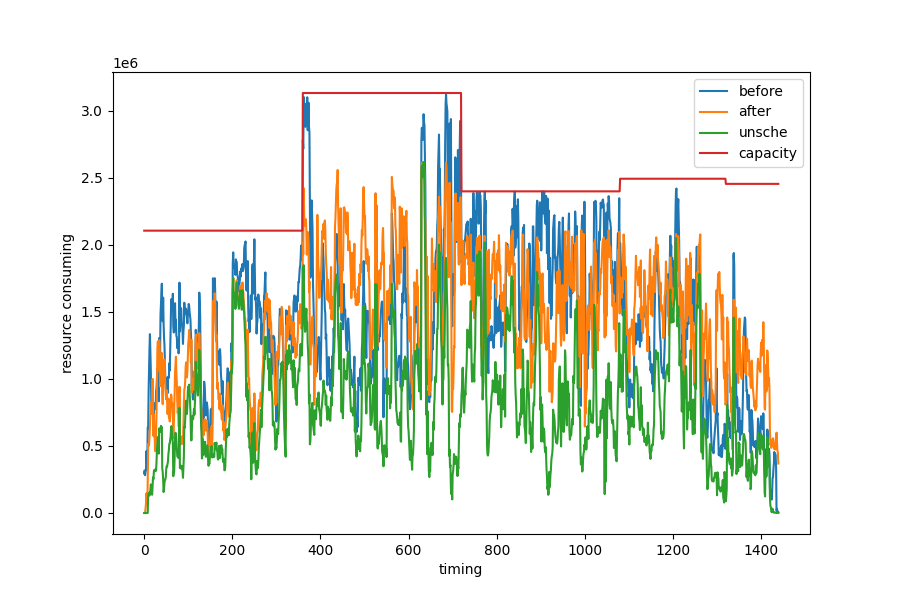 1e6
before
after
unsche
capacity
resource consuming
3.0
2.5
2.0
1.5
1.0
0.5
0.0
0 200 400 600 800 1000 1200 1400
timing